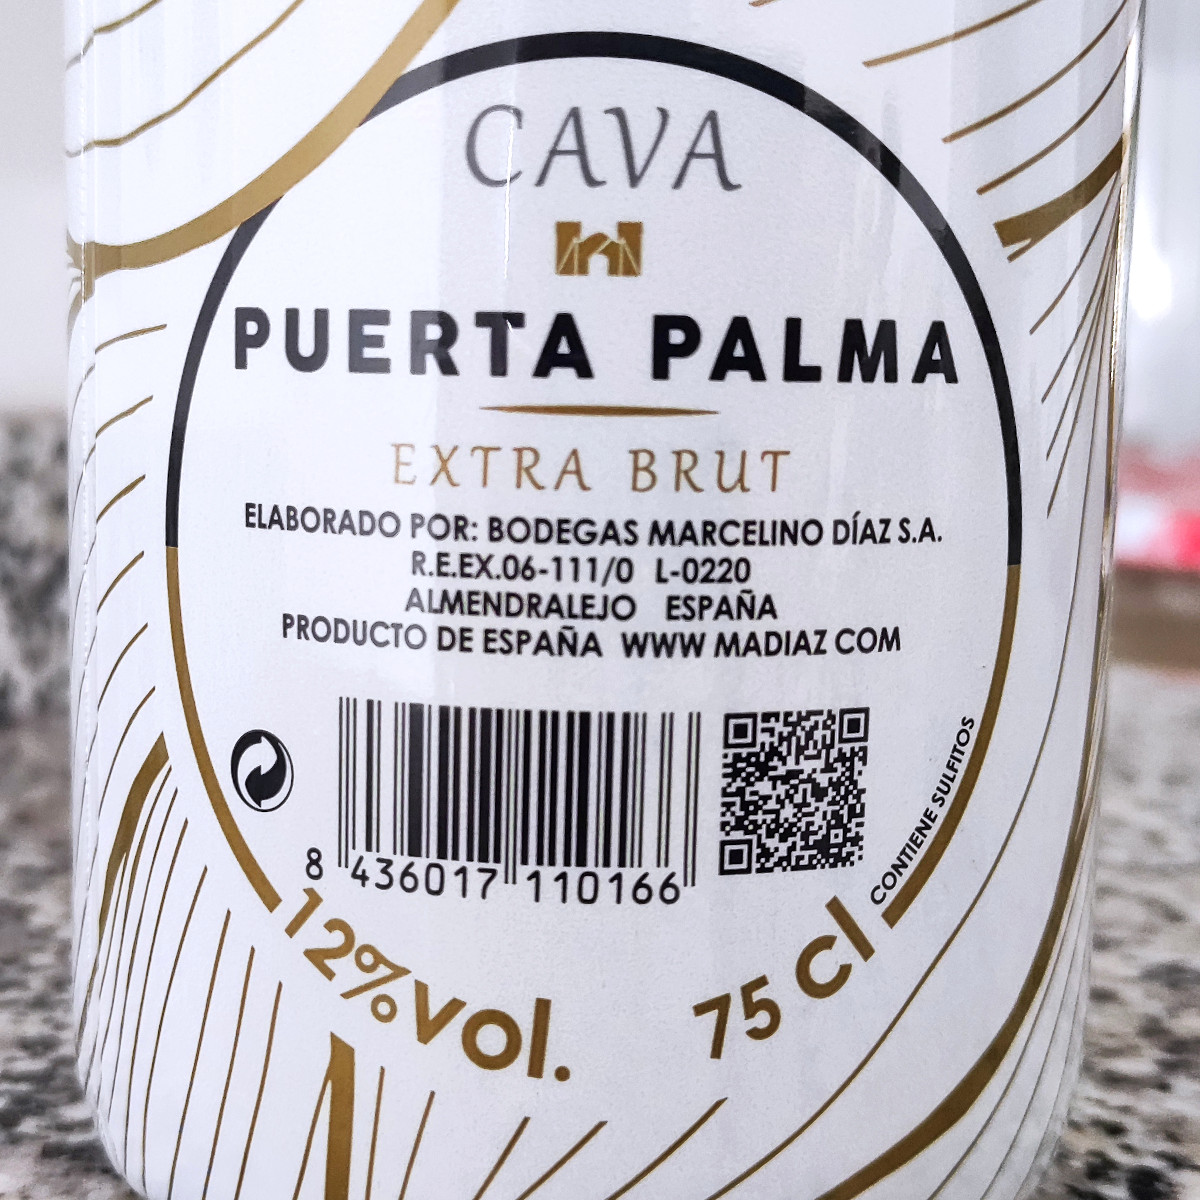 CAVA
PUERTA PALMA
EXTRA BRUT
ELABORADO POR: BODEGAS MARCELINO DÍAZ S.A.
R.E.EX.06-111/0 L-0220
ALMENDRALEJO ESPAÑA
PRODUCTO DE ESPAÑA WWW MADIAZ COM
8 436017 110166
CONTIENE SULFITOS
12%vol.
75 cl